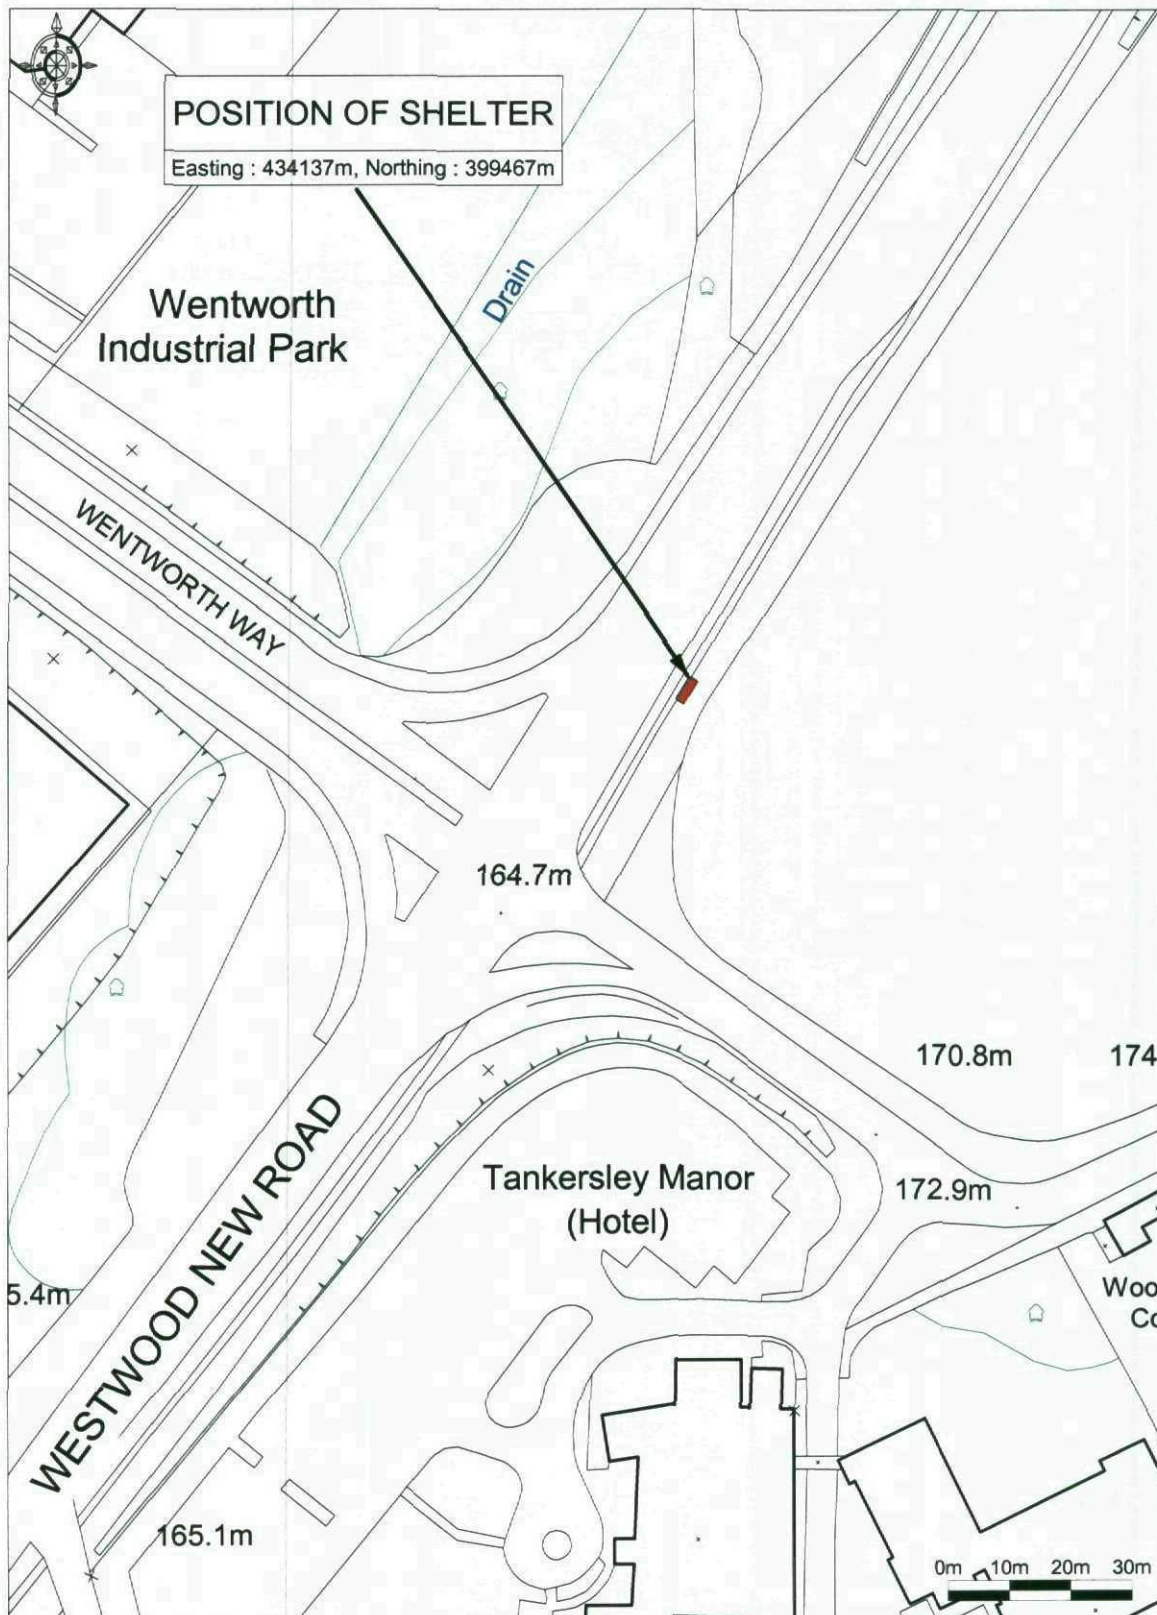 POSITION OF SHELTER
Easting : 434137m, Northing : 399467m
Drain
Wentworth
Industrial Park
WENTWORTH WAY
164.7m
170.8m
174
WESTWOOD NEW ROAD
Tankersley Manor
(Hotel)
172.9m
5.4m
Woo
Co
165.1m
0m 10m 20m 30m